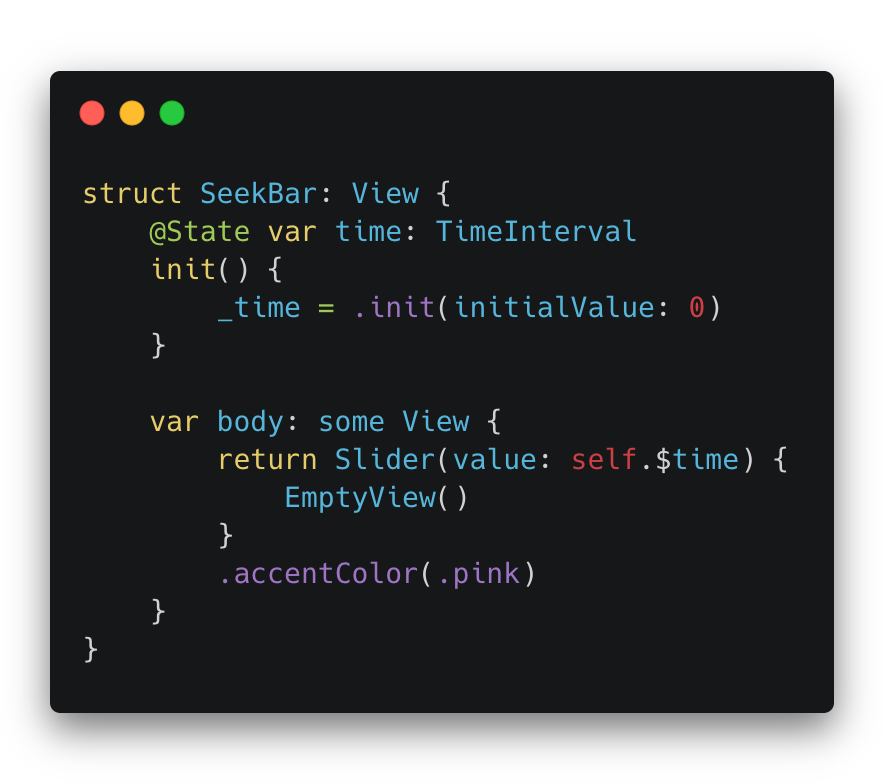 struct SeekBar: View {
    @State var time: TimeInterval
    init() {
        _time = .init(initialValue: 0)
    }

    var body: some View {
        return Slider(value: self.$time) {
            EmptyView()
        }
        .accentColor(.pink)
    }
}